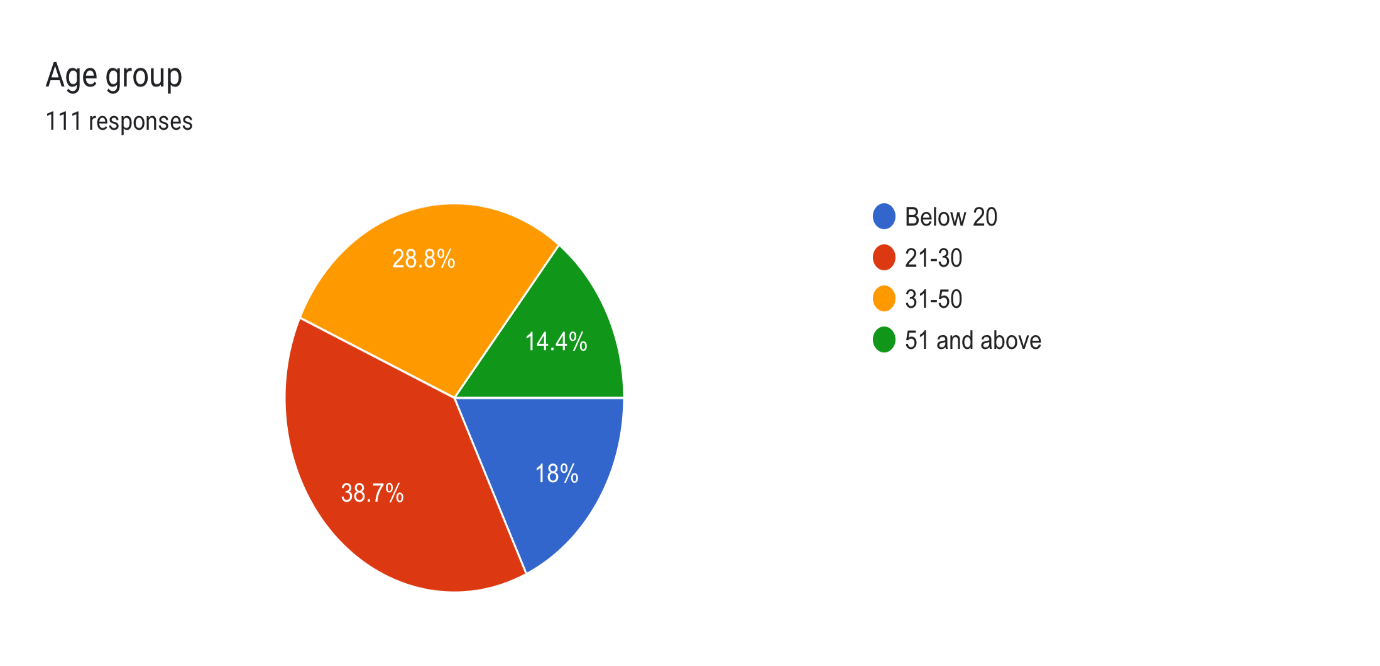 Age group
111 responses
Below 20
21-30
31-50
51 and above
28.8%
14.4%
18%
38.7%